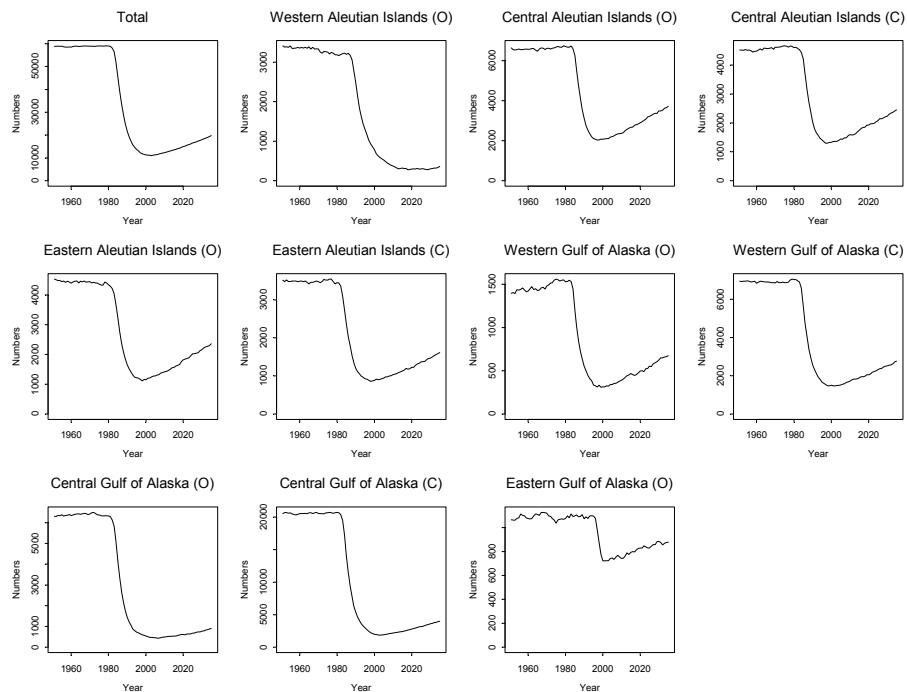 Total
Numbers
0 10000 30000 50000
1960 1980 2000 2020
Year
Western Aleutian Islands (O)
Numbers
0 1000 2000 3000
1960 1980 2000 2020
Year
Central Aleutian Islands (O)
Numbers
0 2000 4000 6000
1960 1980 2000 2020
Year
Central Aleutian Islands (C)
Numbers
0 1000 2000 3000 4000
1960 1980 2000 2020
Year
Eastern Aleutian Islands (O)
Numbers
0 1000 2000 3000 4000
1960 1980 2000 2020
Year
Eastern Aleutian Islands (C)
Numbers
0 1000 2000 3000
1960 1980 2000 2020
Year
Western Gulf of Alaska (O)
Numbers
0 500 1000 1500
1960 1980 2000 2020
Year
Western Gulf of Alaska (C)
Numbers
0 2000 4000 6000
1960 1980 2000 2020
Year
Central Gulf of Alaska (O)
Numbers
0 1000 3000 5000
1960 1980 2000 2020
Year
Central Gulf of Alaska (C)
Numbers
0 5000 10000 20000
1960 1980 2000 2020
Year
Eastern Gulf of Alaska (O)
Numbers
0 200 400 600 800
1960 1980 2000 2020
Year